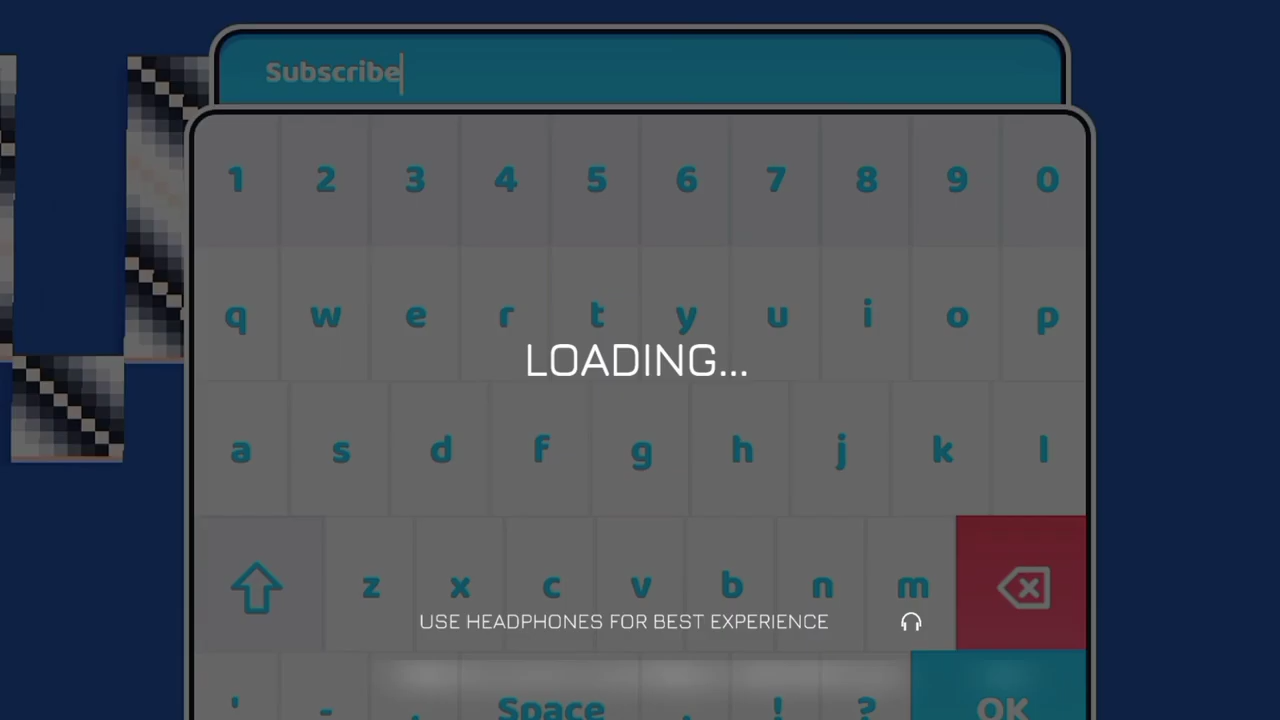 Subscribe
1 2 3 4 5 6 7 8 9 0
q w e r t y u i o p
LOADING...
a s d f g h j k l
z x c v b n m
USE HEADPHONES FOR BEST EXPERIENCE
' - , Space . ! ? OK